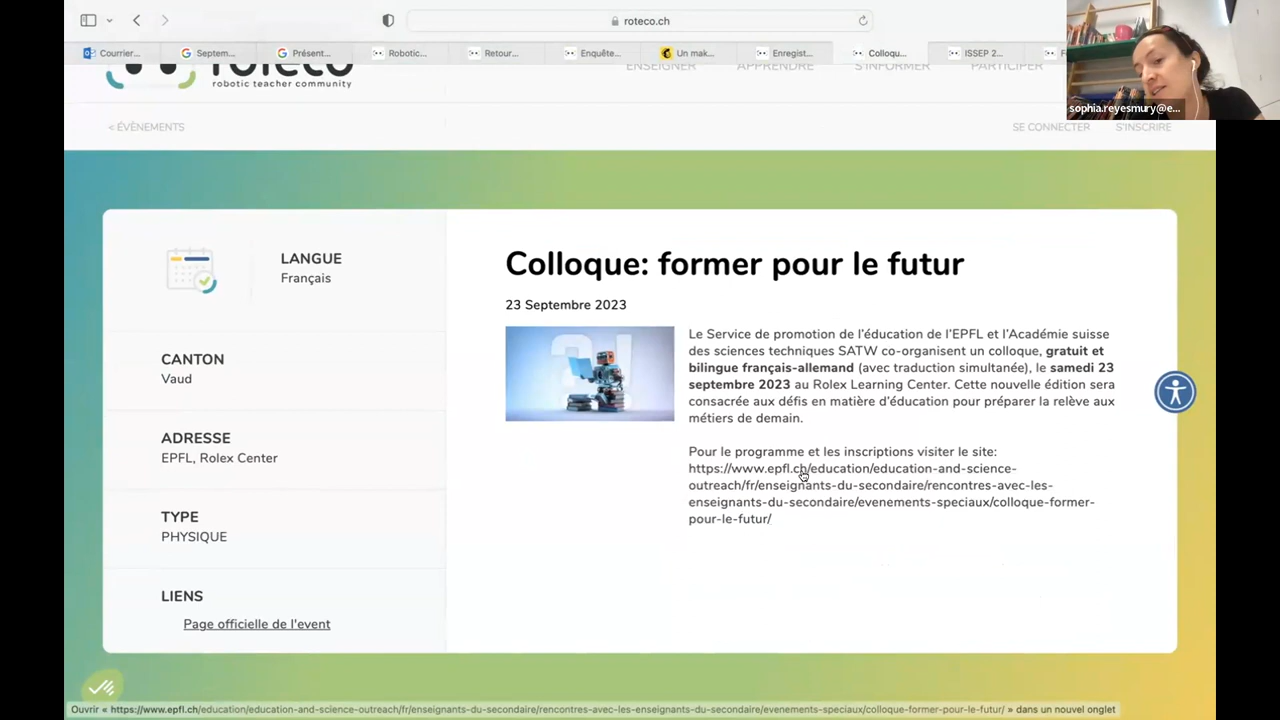 roteco.ch
Courrier...
Septem...
Présent...
Robotic...
Retour...
Enquête...
Un mak...
Enregist...
Colloqu...
ISSEP 2...
roteco
robotic teacher community
ENSEIGNER
APPRENDRE
S'INFORMER
PARTICIPER
sophia.reyesmury@e...
< ÉVÈNEMENTS
SE CONNECTER
S'INSCRIRE
LANGUE
Français
CANTON
Vaud
ADRESSE
EPFL, Rolex Center
TYPE
PHYSIQUE
LIENS
Page officielle de l'event
Colloque: former pour le futur
23 Septembre 2023
Le Service de promotion de l'éducation de l'EPFL et l'Académie suisse
des sciences techniques SATW co-organisent un colloque, gratuit et
bilingue français-allemand (avec traduction simultanée), le samedi 23
septembre 2023 au Rolex Learning Center. Cette nouvelle édition sera
consacrée aux défis en matière d'éducation pour préparer la relève aux
métiers de demain.
Pour le programme et les inscriptions visiter le site:
https://www.epfl.ch/education/education-and-science-
outreach/fr/enseignants-du-secondaire/rencontres-avec-les-
enseignants-du-secondaire/evenements-speciaux/colloque-former-
pour-le-futur/
Ouvrir « https://www.epfl.ch/education/education-and-science-outreach/fr/enseignants-du-secondaire/rencontres-avec-les-enseignants-du-secondaire/evenements-speciaux/colloque-former-pour-le-futur/ » dans un nouvel onglet